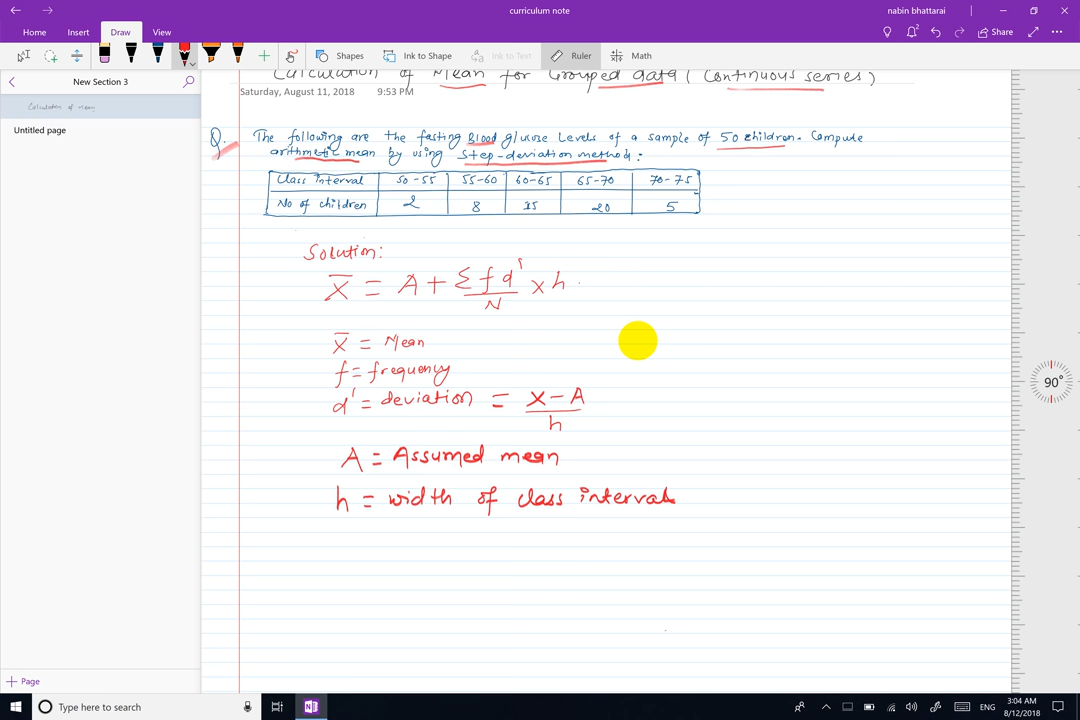 curriculum note
nabin bhattarai
Home Insert Draw View
Share
Shapes Ink to Shape Ink to Text Ruler Math
New Section 3
Calculation of Mean
Untitled page
Calculation of Mean for Grouped data (Continuous series)
Saturday, August 11, 2018 9:53 PM
Q. The following are the fasting Blood glucose Levels of a sample of 50 children. Compute
arithmetic mean by using Step-deviation method:
Class interval 50-55 55-60 60-65 65-70 70-75
No of children 2 8 15 20 5
Solution:
X̄ = A + Σfd'/N × h
X̄ = Mean
f = frequency
d' = deviation = X-A/h
A = Assumed mean
h = width of class interval
90°
Page
Type here to search
ENG
3:04 AM
8/12/2018